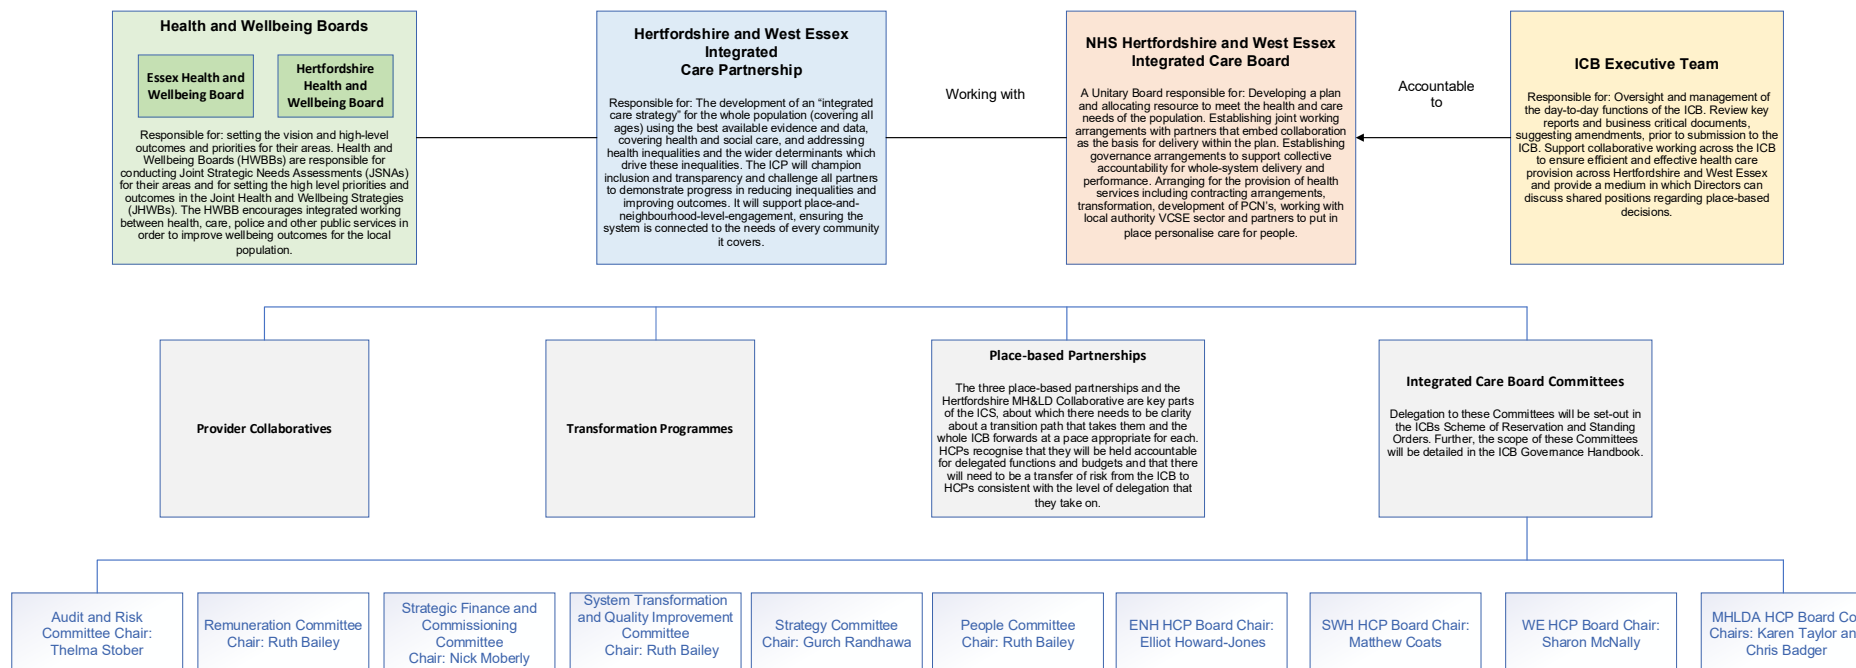 Health and Wellbeing Boards
Essex Health and
Wellbeing Board
Hertfordshire
Health and
Wellbeing Board
Responsible for: setting the vision and high-level
outcomes and priorities for their areas. Health and
Wellbeing Boards (HWBBs) are responsible for
conducting Joint Strategic Needs Assessments (JSNAs)
for their areas and for setting the high level priorities and
outcomes in the Joint Health and Wellbeing Strategies
(JHWBs). The HWBB encourages integrated working
between health, care, police and other public services in
order to improve wellbeing outcomes for the local
population.
Hertfordshire and West Essex
Integrated
Care Partnership
Responsible for: The development of an “integrated
care strategy” for the whole population (covering all
ages) using the best available evidence and data,
covering health and social care, and addressing
health inequalities and the wider determinants which
drive these inequalities. The ICP will champion
inclusion and transparency and challenge all partners
to demonstrate progress in reducing inequalities and
improving outcomes. It will support place-and-
neighbourhood-level-engagement, ensuring the
system is connected to the needs of every community
it covers.
Working with
NHS Hertfordshire and West Essex
Integrated Care Board
A Unitary Board responsible for: Developing a plan
and allocating resource to meet the health and care
needs of the population. Establishing joint working
arrangements with partners that embed collaboration
as the basis for delivery within the plan. Establishing
governance arrangements to support collective
accountability for whole-system delivery and
performance. Arranging for the provision of health
services including contracting arrangements,
transformation, development of PCN’s, working with
local authority VCSE sector and partners to put in
place personalise care for people.
Accountable
to
ICB Executive Team
Responsible for: Oversight and management of
the day-to-day functions of the ICB. Review key
reports and business critical documents,
suggesting amendments, prior to submission to the
ICB. Support collaborative working across the ICB
to ensure efficient and effective health care
provision across Hertfordshire and West Essex
and provide a medium in which Directors can
discuss shared positions regarding place-based
decisions.
Provider Collaboratives
Transformation Programmes
Place-based Partnerships
The three place-based partnerships and the
Hertfordshire MH&LD Collaborative are key parts
of the ICS, about which there needs to be clarity
about a transition path that takes them and the
whole ICB forwards at a pace appropriate for each.
HCPs recognise that they will be held accountable
for delegated functions and budgets and that there
will need to be a transfer of risk from the ICB to
HCPs consistent with the level of delegation that
they take on.
Integrated Care Board Committees
Delegation to these Committees will be set-out in
the ICBs Scheme of Reservation and Standing
Orders. Further, the scope of these Committees
will be detailed in the ICB Governance Handbook.
Audit and Risk
Committee Chair:
Thelma Stober
Remuneration Committee
Chair: Ruth Bailey
Strategic Finance and
Commissioning
Committee
Chair: Nick Moberly
System Transformation
and Quality Improvement
Committee
Chair: Ruth Bailey
Strategy Committee
Chair: Gurch Randhawa
People Committee
Chair: Ruth Bailey
ENH HCP Board Chair:
Elliot Howard-Jones
SWH HCP Board Chair:
Matthew Coats
WE HCP Board Chair:
Sharon McNally
MHLDA HCP Board Co
Chairs: Karen Taylor an
Chris Badger